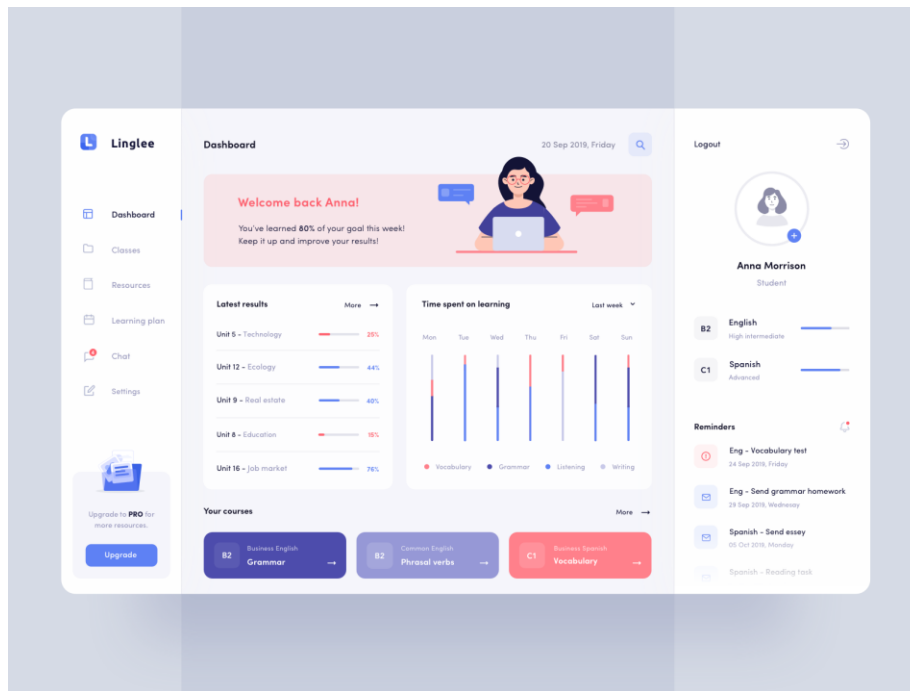 Linglee
Dashboard
Classes
Resources
Learning plan
2
Chat
Settings
Upgrade to PRO for
more resources.
Upgrade
Dashboard
20 Sep 2019, Friday
Welcome back Anna!
You've learned 80% of your goal this week!
Keep it up and improve your results!
Latest results
More →
Unit 5 - Technology 25%
Unit 12 - Ecology 44%
Unit 9 - Real estate 40%
Unit 8 - Education 15%
Unit 16 - Job market 76%
Time spent on learning
Last week
Mon Tue Wed Thu Fri Sat Sun
Vocabulary Grammar Listening Writing
Your courses
More →
B2
Business English
Grammar →
B2
Common English
Phrasal verbs →
C1
Business Spanish
Vocabulary →
Logout
Anna Morrison
Student
B2
English
High intermediate
C1
Spanish
Advanced
Reminders
Eng - Vocabulary test
24 Sep 2019, Friday
Eng - Send grammar homework
29 Sep 2019, Wednesday
Spanish - Send essey
05 Oct 2019, Monday
Spanish - Reading task